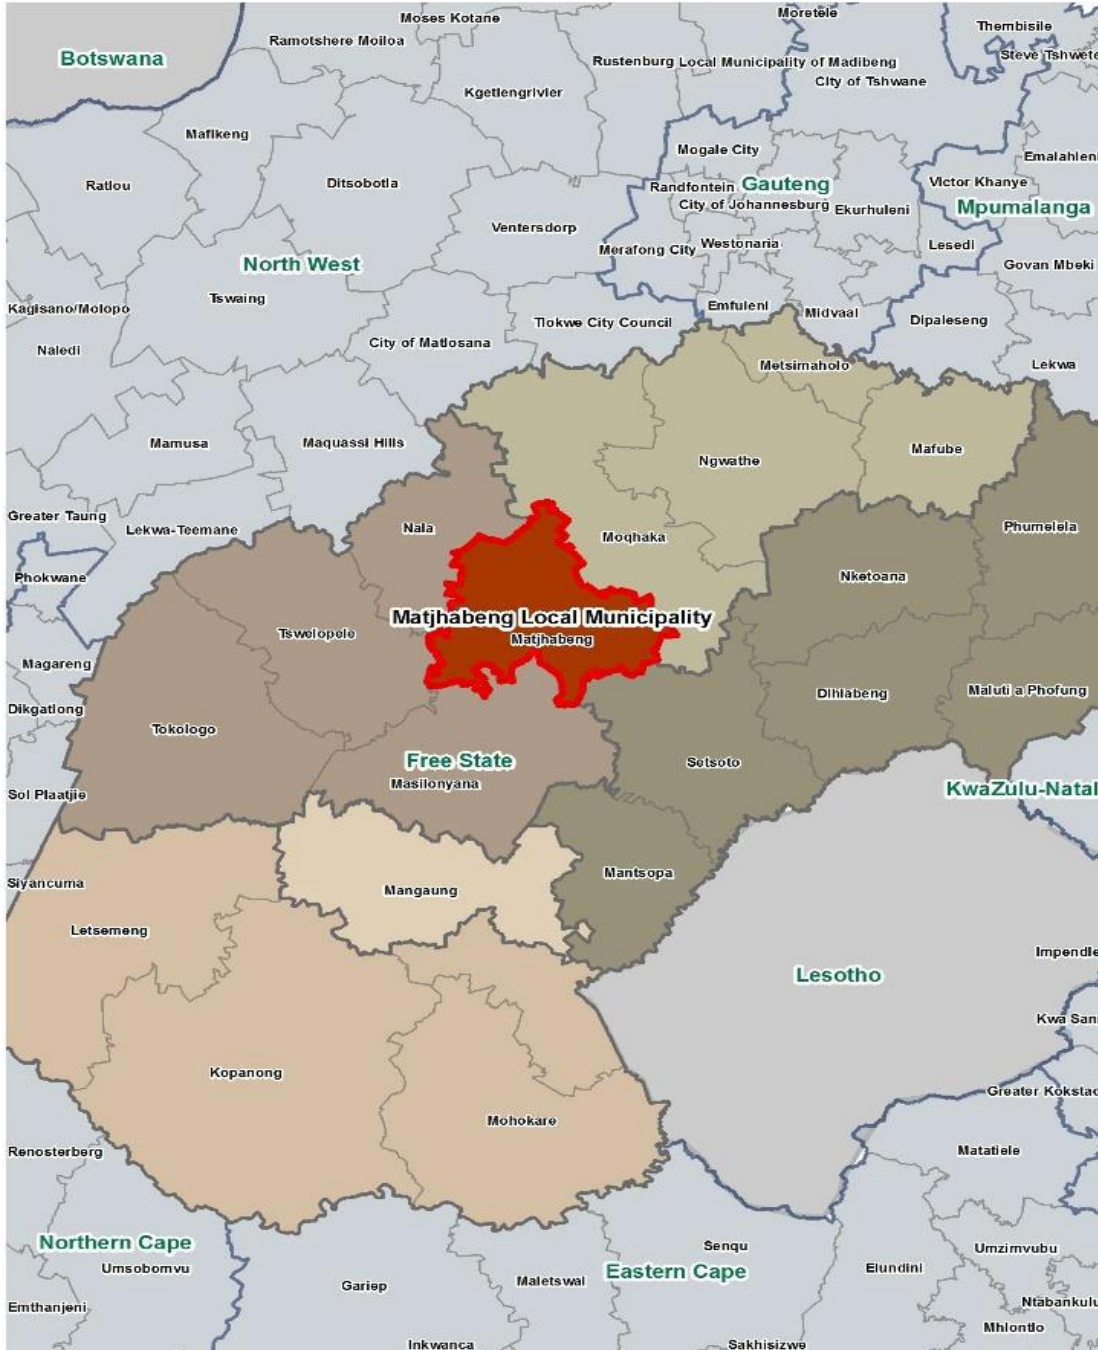 Moses Kotane
Moretele
Thembisile
Ramotshere Moiloa
Botswana
Steve Tshwete
Rustenburg Local Municipality of Madibeng
City of Tshwane
Kgetlengrivier
Mafikeng
Mogale City
Emalahleni
Ratlou
Ditsobotla
Randfontein
Gauteng
Victor Khanye
City of Johannesburg
Ekurhuleni
Mpumalanga
Ventersdorp
Merafong City
Westonaria
Lesedi
North West
Govan Mbeki
Tswaing
Kagisano/Molopo
Emfuleni
Midvaal
Tlokwe City Council
Dipaleseng
Naledi
City of Matlosana
Metsimaholo
Lekwa
Mamusa
Maquassi Hills
Ngwathe
Mafube
Greater Taung
Lekwa-Teemane
Nala
Moqhaka
Phumelela
Phokwane
Nketoana
Matjhabeng Local Municipality
Tswelopele
Matjhabeng
Magareng
Dihlabeng
Maluti a Phofung
Dikgatlong
Tokologo
Free State
Setsoto
Masilonyana
KwaZulu-Natal
Sol Plaatjie
Mantsopa
Siyancuma
Mangaung
Letsemeng
Impendle
Lesotho
Kwa Sani
Kopanong
Greater Kokstad
Mohokare
Renosterberg
Matatiele
Northern Cape
Senqu
Umzimvubu
Umsobomvu
Eastern Cape
Elundini
Gariep
Maletswai
Emthanjeni
Ntabankulu
Mhlontlo
Inkwanca
Sakhisizwe